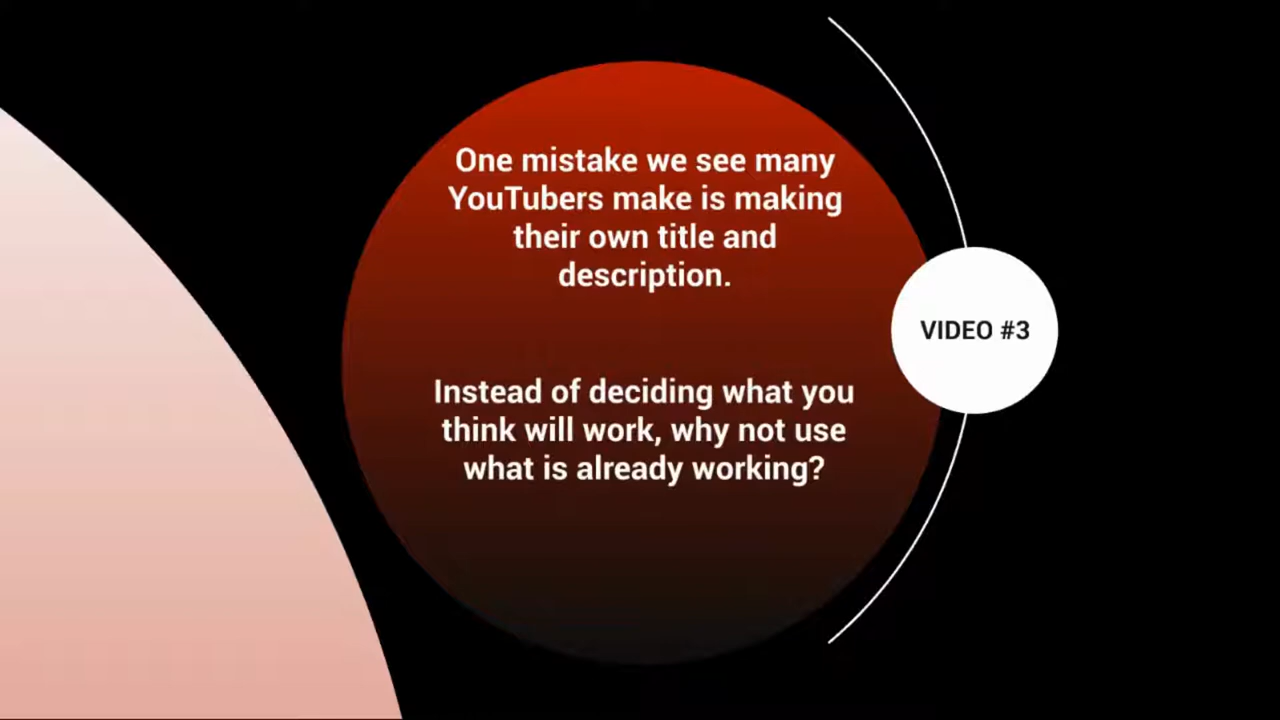 One mistake we see many
YouTubers make is making
their own title and
description.
Instead of deciding what you
think will work, why not use
what is already working?
VIDEO #3